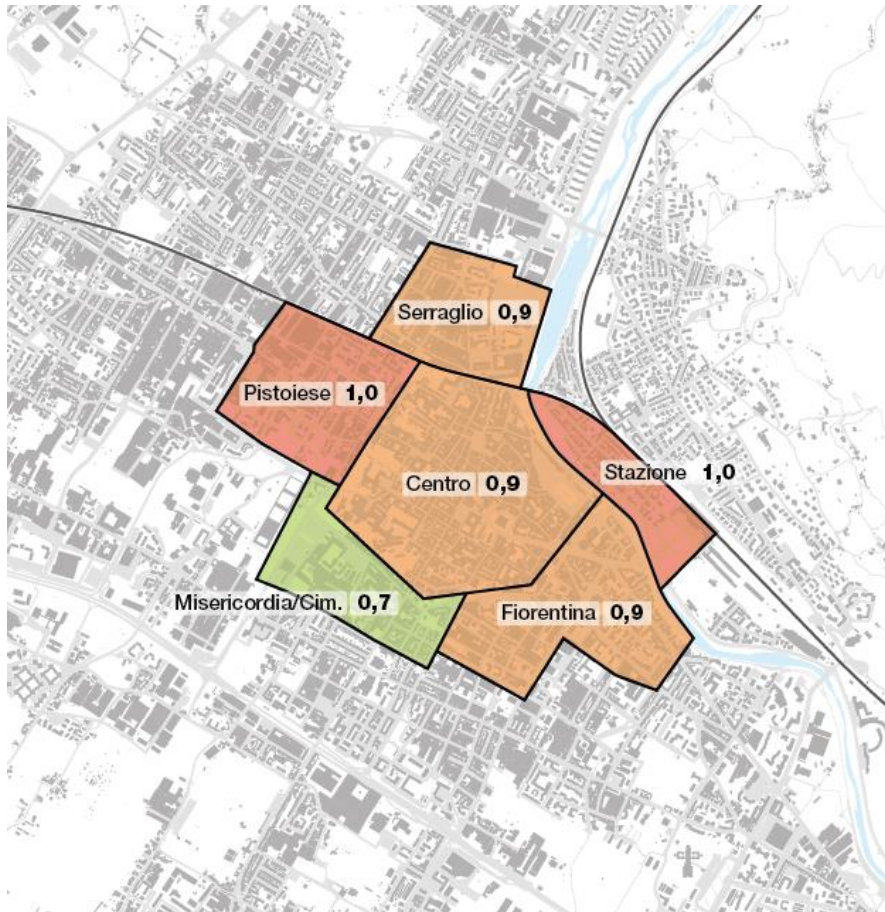 Serraglio 0,9
Pistoiese 1,0
Centro 0,9
Stazione 1,0
Misericordia/Cim. 0,7
Fiorentina 0,9